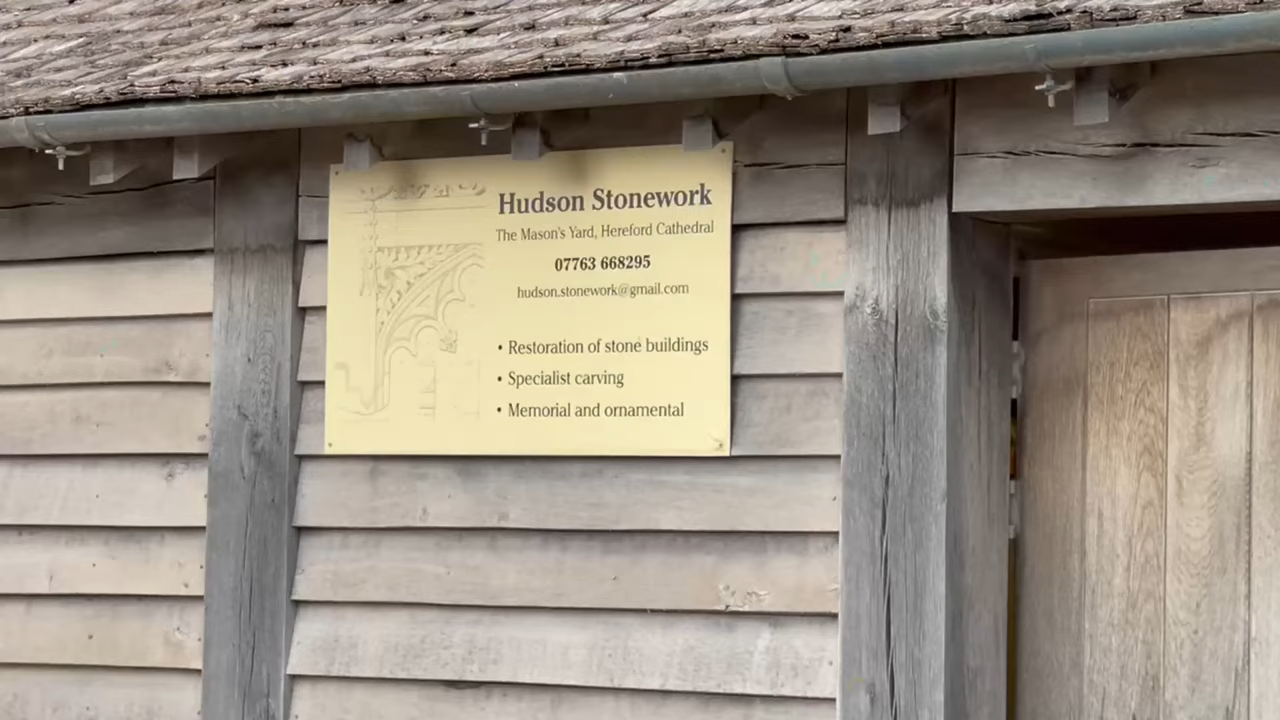 Hudson Stonework
The Mason's Yard, Hereford Cathedral
07763 668295
hudson.stonework@gmail.com
• Restoration of stone buildings
• Specialist carving
• Memorial and ornamental